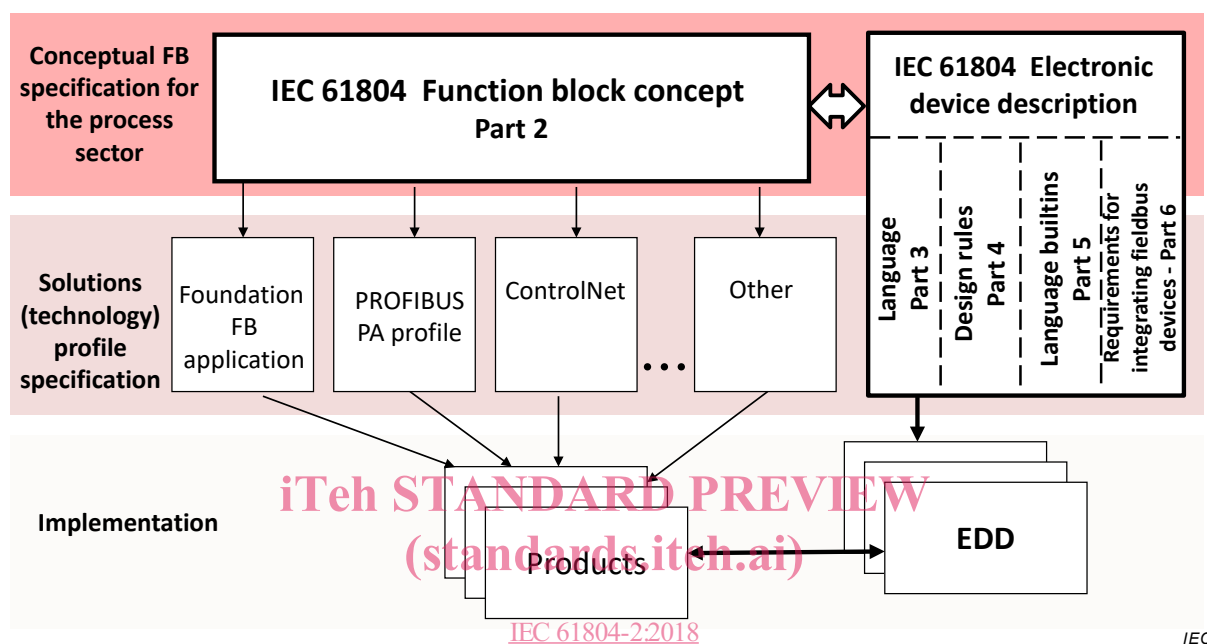 Conceptual FB
specification for
the process
sector
IEC 61804 Function block concept
Part 2
IEC 61804 Electronic
device description
Language
Part 3
Design rules
Part 4
Language builtins
Part 5
Requirements for
integrating fieldbus
devices - Part 6
Solutions
(technology)
profile
specification
Foundation
FB
application
PROFIBUS
PA profile
ControlNet
...
Other
Implementation
Products
EDD
iTeh STANDARD PREVIEW
(standards.iteh.ai)
IEC 61804-2:2018
IEC